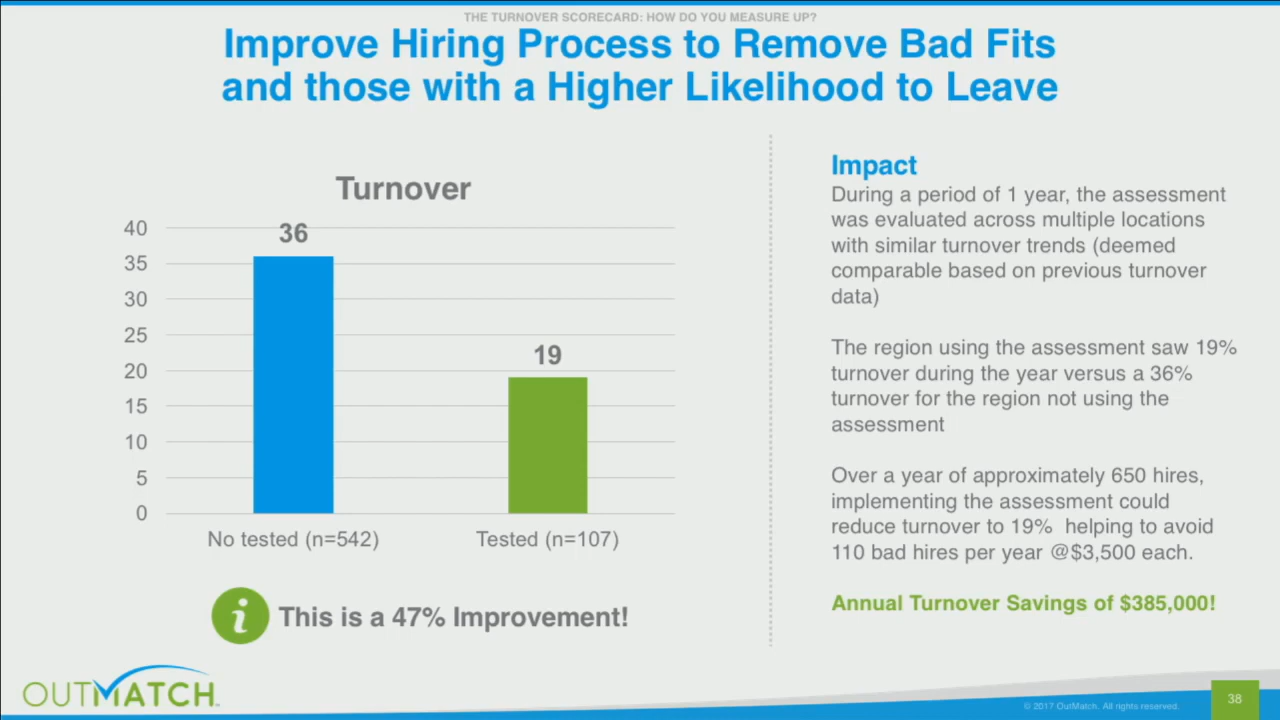 THE TURNOVER SCORECARD: HOW DO YOU MEASURE UP?
Improve Hiring Process to Remove Bad Fits
and those with a Higher Likelihood to Leave
Turnover
40
35
30
25
20
15
10
5
0
36
19
No tested (n=542)
Tested (n=107)
i
This is a 47% Improvement!
Impact
During a period of 1 year, the assessment
was evaluated across multiple locations
with similar turnover trends (deemed
comparable based on previous turnover
data)
The region using the assessment saw 19%
turnover during the year versus a 36%
turnover for the region not using the
assessment
Over a year of approximately 650 hires,
implementing the assessment could
reduce turnover to 19%  helping to avoid
110 bad hires per year @$3,500 each.
Annual Turnover Savings of $385,000!
OUTMATCH™
© 2017 OutMatch. All rights reserved.
38